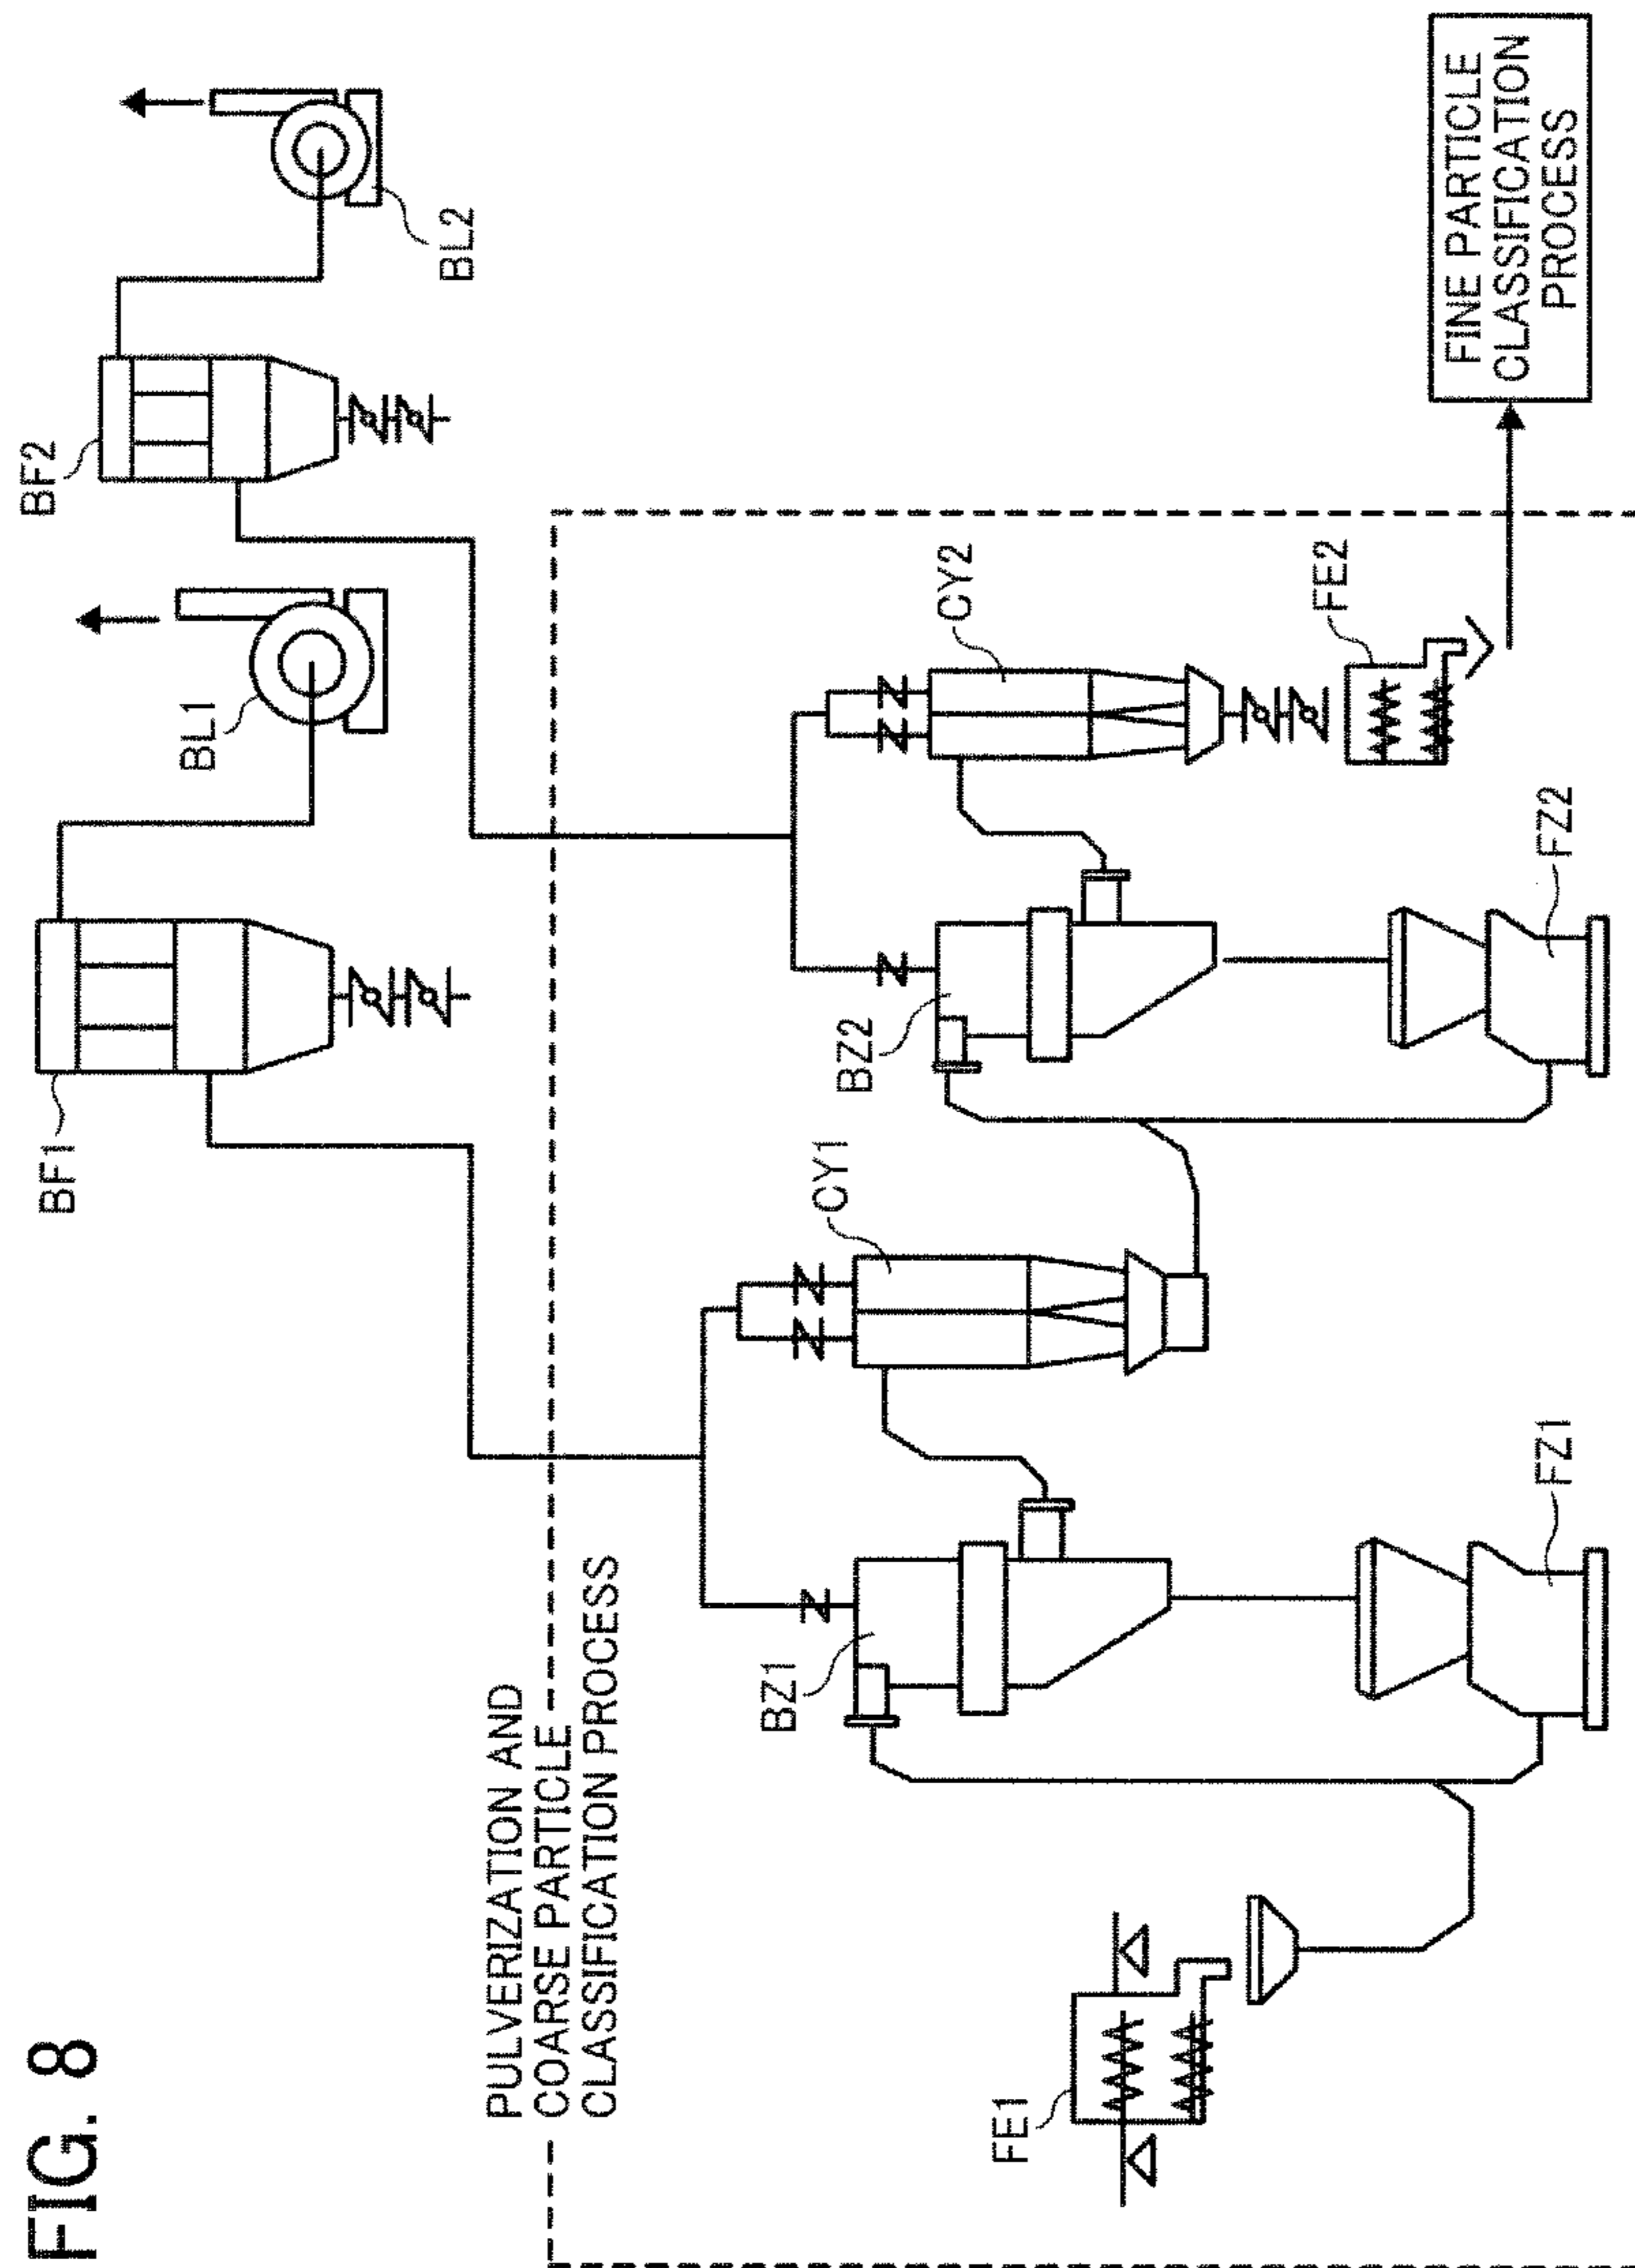 FIG. 8
BF1
BL1
BF2
BL2
PULVERIZATION AND
COARSE PARTICLE
CLASSIFICATION PROCESS
FE1
BZ1
CY1
FZ1
BZ2
CY2
FZ2
FE2
FINE PARTICLE
CLASSIFICATION
PROCESS